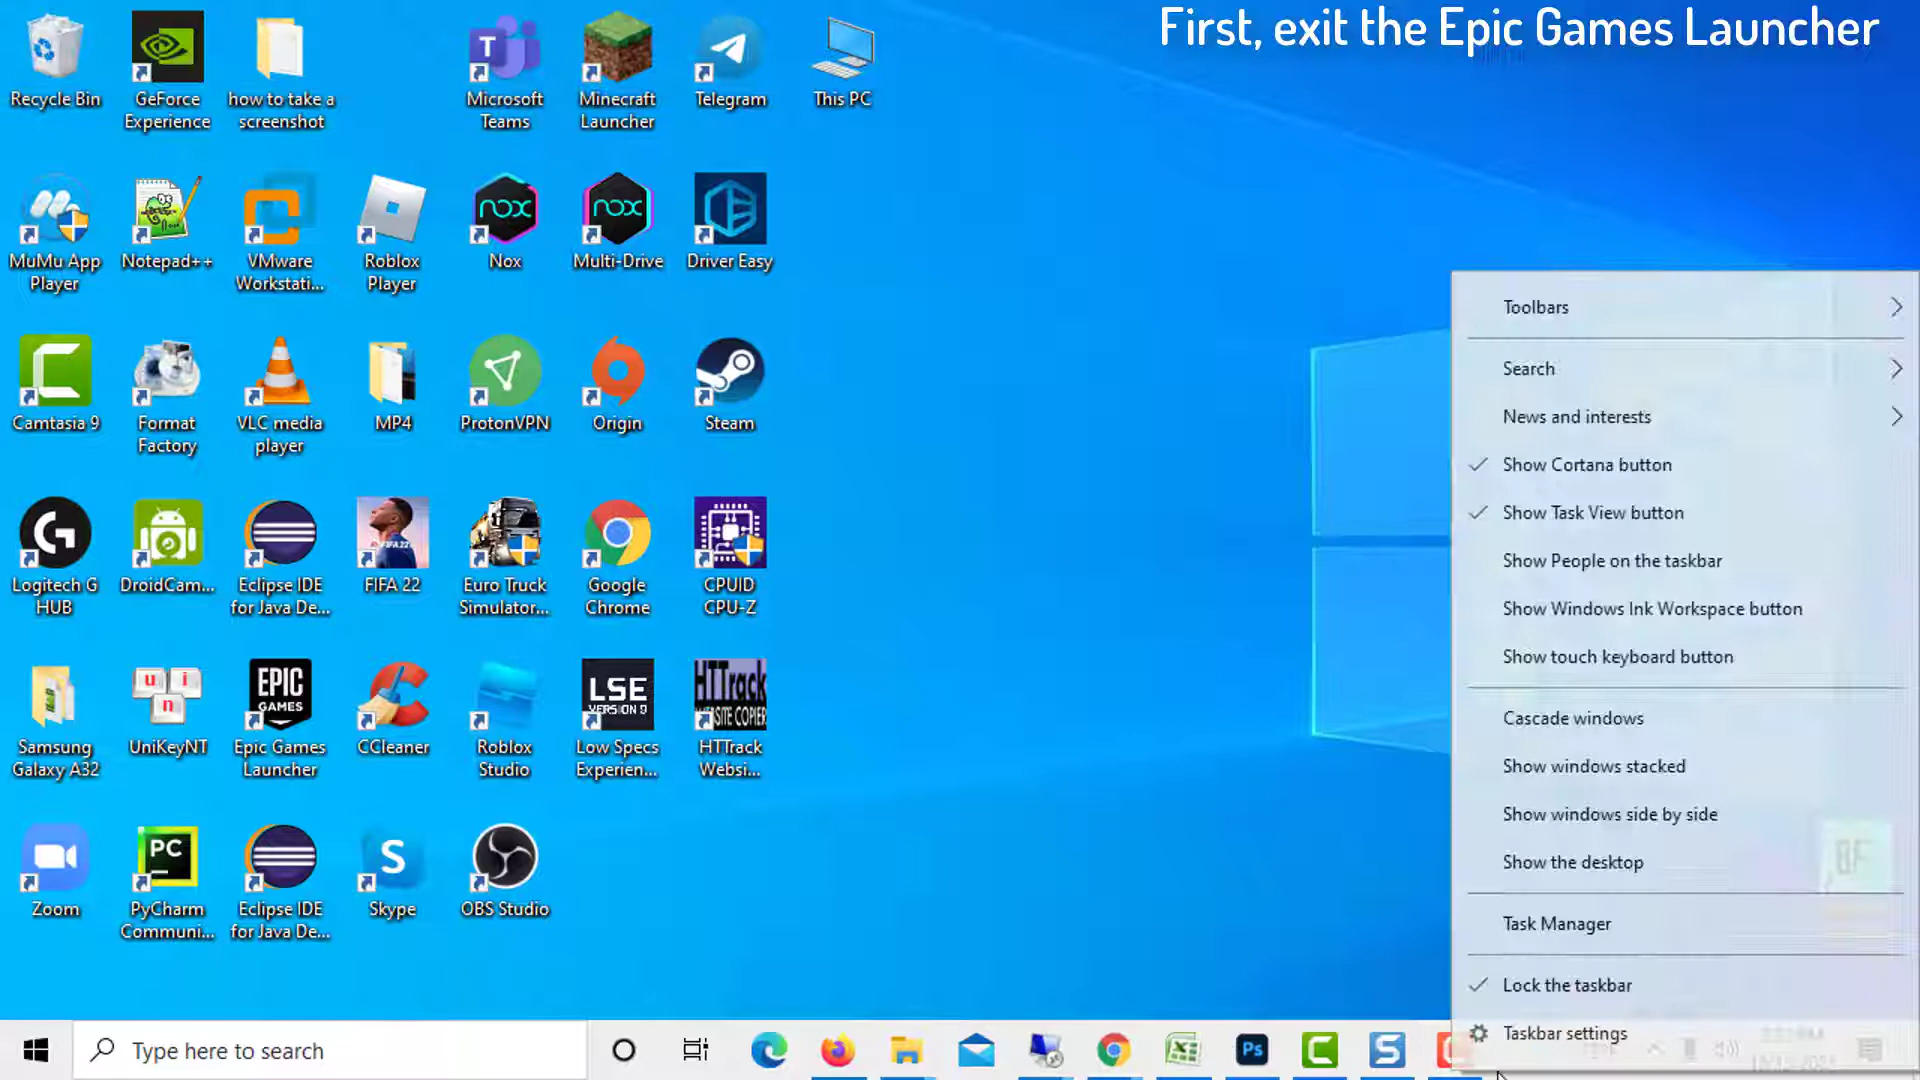 First, exit the Epic Games Launcher
Recycle Bin
GeForce
Experience
how to take a
screenshot
Microsoft
Teams
Minecraft
Launcher
Telegram
This PC
MuMu App
Player
Notepad++
VMware
Workstati...
Roblox
Player
Nox
Multi-Drive
Driver Easy
Camtasia 9
Format
Factory
VLC media
player
MP4
ProtonVPN
Origin
Steam
Logitech G
HUB
DroidCam...
Eclipse IDE
for Java De...
FIFA 22
Euro Truck
Simulator...
Google
Chrome
CPUID
CPU-Z
Samsung
Galaxy A32
UniKeyNT
EPIC
GAMES
Epic Games
Launcher
CCleaner
Roblox
Studio
LSE
VERSION 9
Low Specs
Experien...
HTTrack
HTTrack
Websi...
Zoom
PyCharm
Communi...
Eclipse IDE
for Java De...
Skype
OBS Studio
Toolbars
Search
News and interests
Show Cortana button
Show Task View button
Show People on the taskbar
Show Windows Ink Workspace button
Show touch keyboard button
Cascade windows
Show windows stacked
Show windows side by side
Show the desktop
Task Manager
Lock the taskbar
Taskbar settings
Type here to search